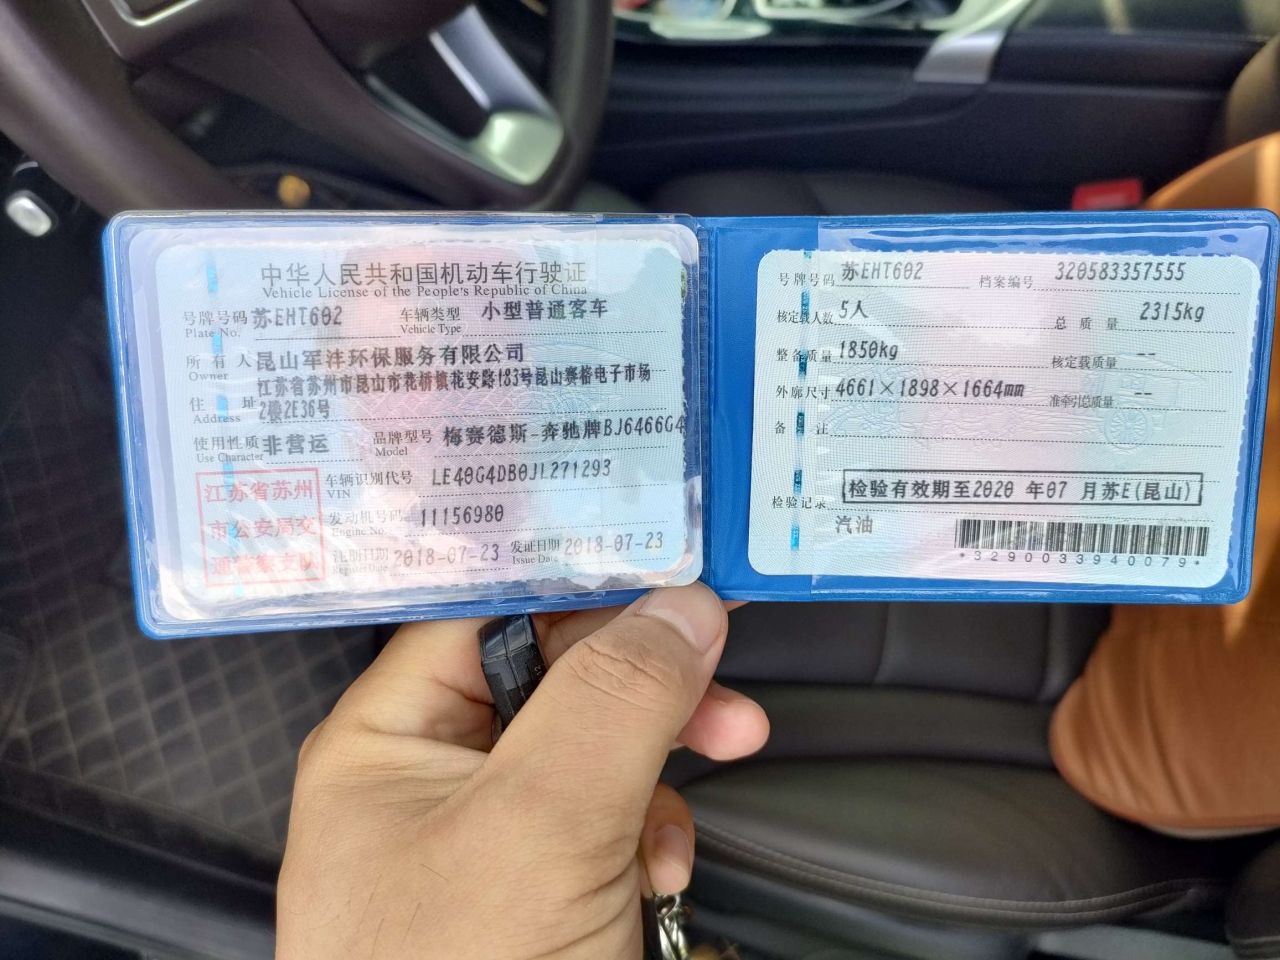 中华人民共和国机动车行驶证
Vehicle License of the People's Republic of China
号牌号码 苏EHT602 车辆类型 小型普通客车
Plate No. Vehicle Type
所有人 昆山军沣环保服务有限公司
Owner
住址 江苏省苏州市昆山市花桥镇花安路183号昆山赛格电子市场
Address 2幢2E36号
使用性质 非营运 品牌型号 梅赛德斯-奔驰牌BJ6466G4
Use Character Model
江苏省苏州
市公安局交
通警察支队
车辆识别代号 LE40G4DB0JL271293
VIN
发动机号码 11156980
Engine No
注册日期 2018-07-23 发证日期 2018-07-23
Register Date Issue Date
号牌号码 苏EHT602 档案编号 320583357555
核定载人数 5人 总质量 2315kg
整备质量 1850kg 核定载质量 --
外廓尺寸 4661×1898×1664mm 准牵引总质量 --
备注
检验记录 检验有效期至2020 年07 月苏E(昆山)
汽油
*3290033940079*